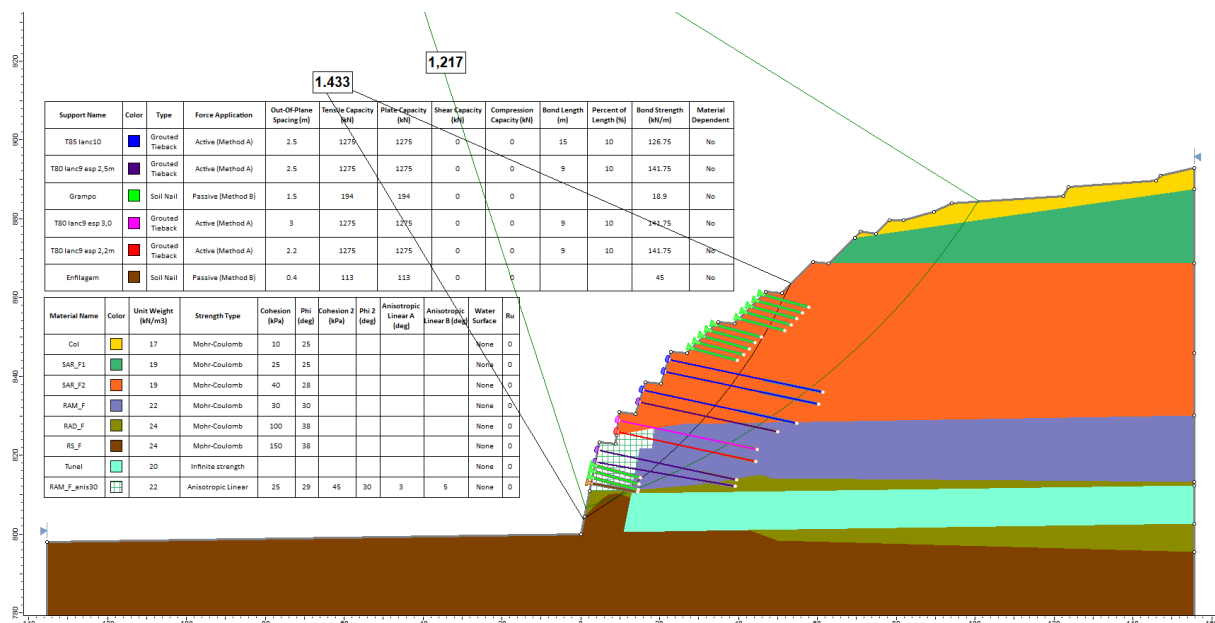 1,217
1.433
Support Name Color Type Force Application Out-Of-Plane Spacing (m) Tensile Capacity (kN) Plate Capacity (kN) Shear Capacity (kN) Compression Capacity (kN) Bond Length (m) Percent of Length (%) Bond Strength (kN/m) Material Dependent
T85 lanc10 Grouted Tieback Active (Method A) 2.5 1275 1275 0 0 15 10 126.75 No
T80 lanc9 esp 2,5m Grouted Tieback Active (Method A) 2.5 1275 1275 0 0 9 10 141.75 No
Grampo Soil Nail Passive (Method B) 1.5 194 194 0 0 18.9 No
T80 lanc9 esp 3,0 Grouted Tieback Active (Method A) 3 1275 1275 0 0 9 10 141.75 No
T80 lanc9 esp 2,2m Grouted Tieback Active (Method A) 2.2 1275 1275 0 0 9 10 141.75 No
Enfilagem Soil Nail Passive (Method B) 0.4 113 113 0 0 45 No
Material Name Color Unit Weight (kN/m3) Strength Type Cohesion (kPa) Phi (deg) Cohesion 2 (kPa) Phi 2 (deg) Anisotropic Linear A (deg) Anisotropic Linear B (deg) Water Surface Ru
Col 17 Mohr-Coulomb 10 25 None 0
SAR_F1 19 Mohr-Coulomb 25 25 None 0
SAR_F2 19 Mohr-Coulomb 40 28 None 0
RAM_F 22 Mohr-Coulomb 30 30 None 0
RAD_F 24 Mohr-Coulomb 100 38 None 0
RS_F 24 Mohr-Coulomb 150 38 None 0
Tunel 20 Infinite strength None 0
RAM_F_anis30 22 Anisotropic Linear 25 29 45 30 3 5 None 0
920
900
880
860
840
820
800
780